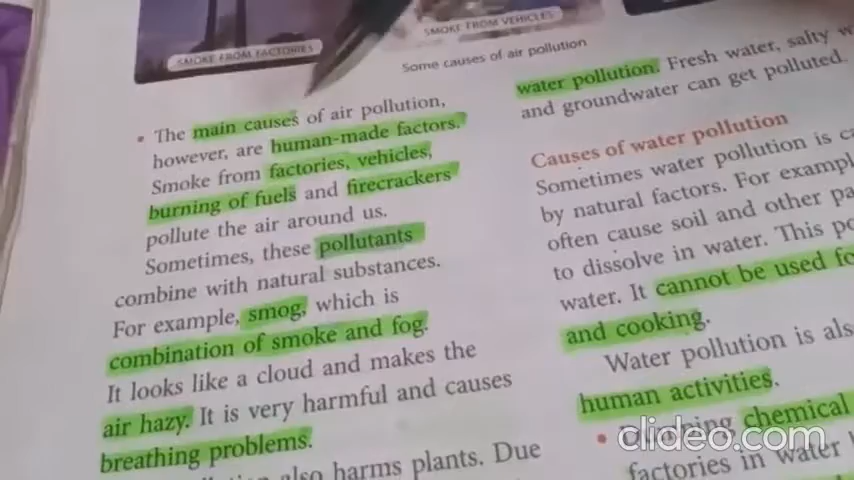 SMOKE FROM FACTORIES
SMOKE FROM VEHICLES
Some causes of air pollution
• The main causes of air pollution,
however, are human-made factors.
Smoke from factories, vehicles,
burning of fuels and firecrackers
pollute the air around us.
Sometimes, these pollutants
combine with natural substances.
For example, smog, which is
combination of smoke and fog.
It looks like a cloud and makes the
air hazy. It is very harmful and causes
breathing problems.
also harms plants. Due
water pollution. Fresh water, salty
and groundwater can get polluted.
Causes of water pollution
Sometimes water pollution is
by natural factors. For
often cause soil and other
to dissolve in water. This
water. It cannot be used
and cooking.
Water pollution is
human activities.
• chemical
factories in water
clideo.com